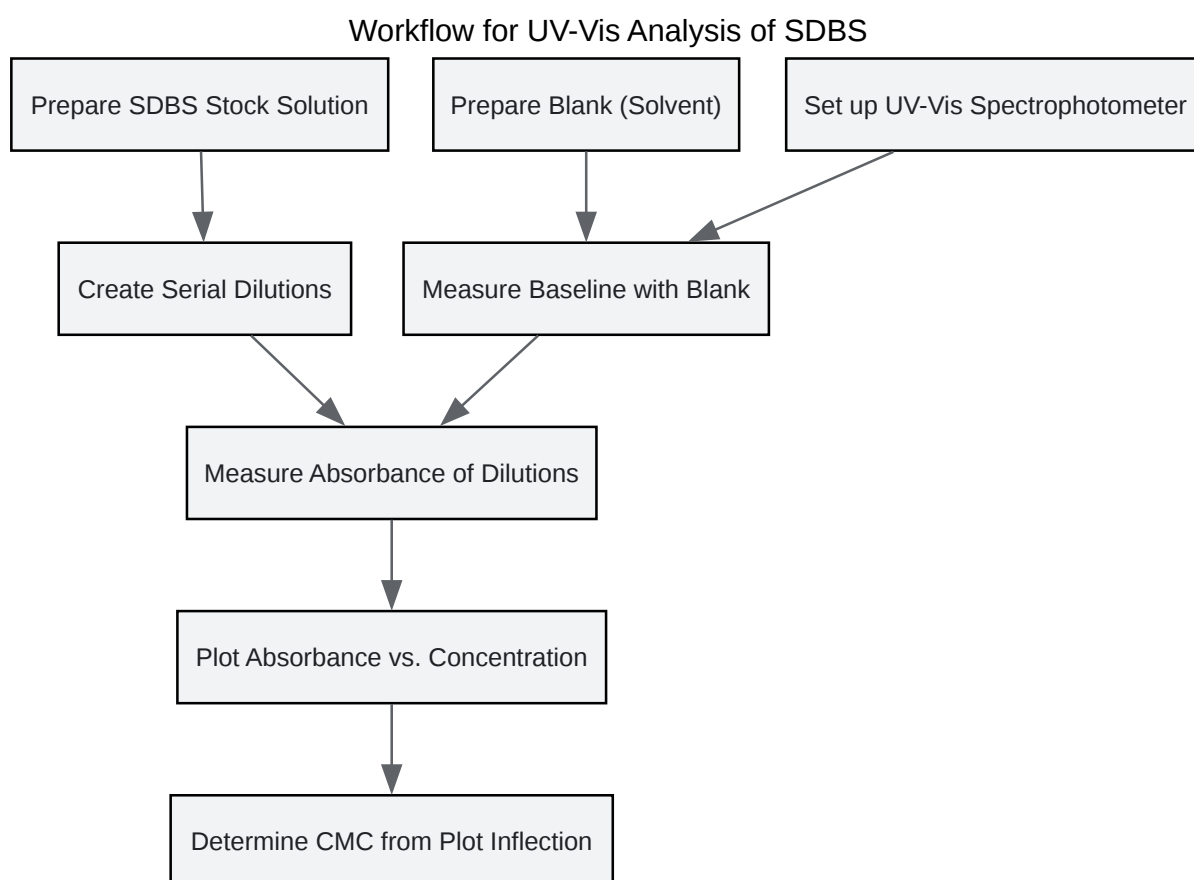 Workflow for UV-Vis Analysis of SDBS
Prepare SDBS Stock Solution
Prepare Blank (Solvent)
Set up UV-Vis Spectrophotometer
Create Serial Dilutions
Measure Baseline with Blank
Measure Absorbance of Dilutions
Plot Absorbance vs. Concentration
Determine CMC from Plot Inflection